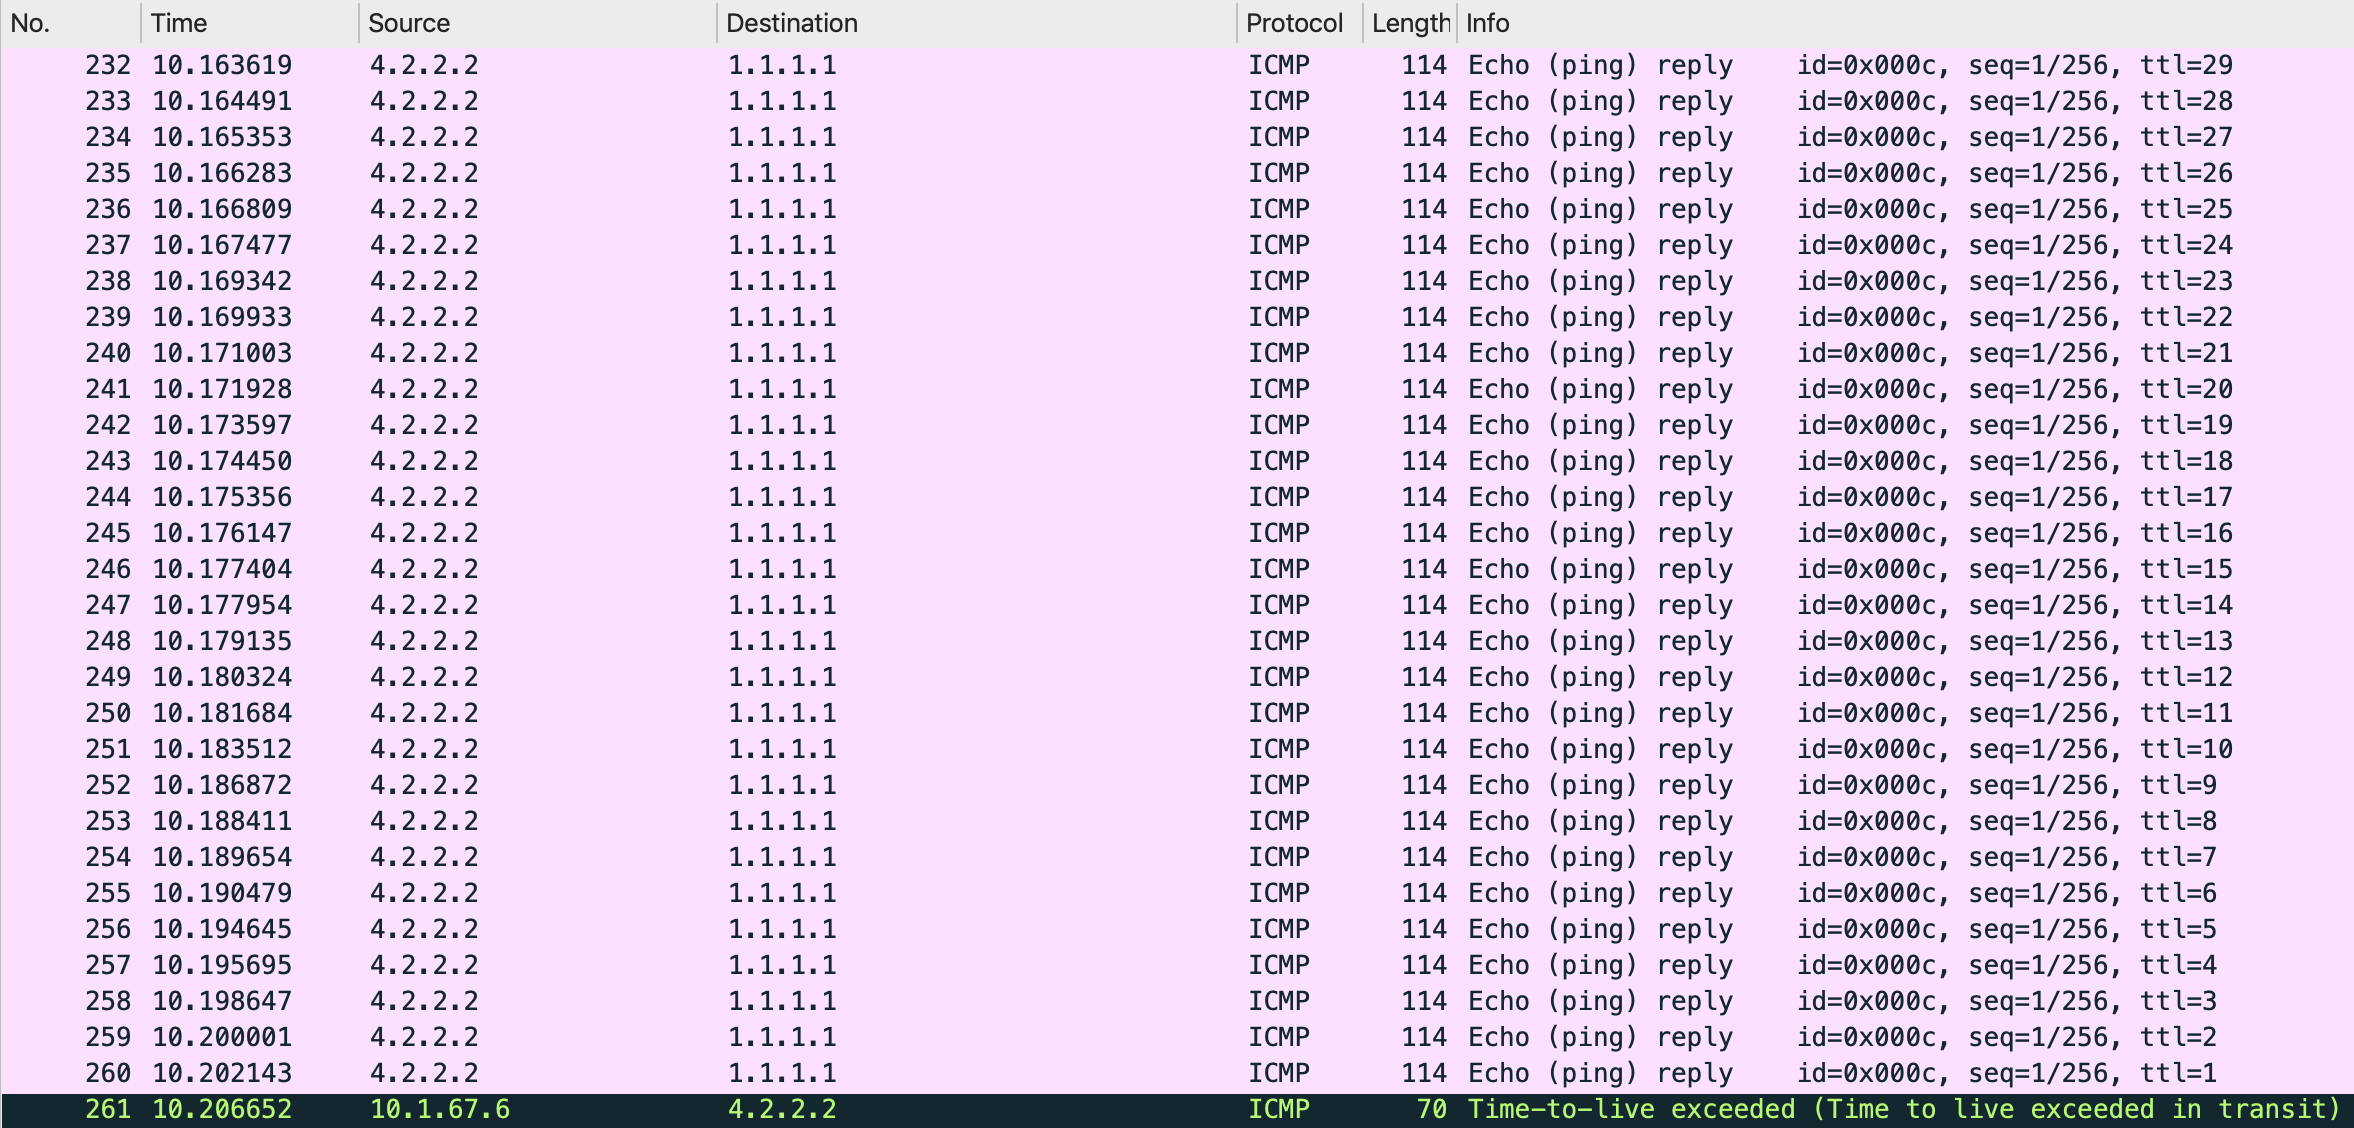 No. Time Source Destination Protocol Length Info
232 10.163619 4.2.2.2 1.1.1.1 ICMP 114 Echo (ping) reply id=0x000c, seq=1/256, ttl=29
233 10.164491 4.2.2.2 1.1.1.1 ICMP 114 Echo (ping) reply id=0x000c, seq=1/256, ttl=28
234 10.165353 4.2.2.2 1.1.1.1 ICMP 114 Echo (ping) reply id=0x000c, seq=1/256, ttl=27
235 10.166283 4.2.2.2 1.1.1.1 ICMP 114 Echo (ping) reply id=0x000c, seq=1/256, ttl=26
236 10.166809 4.2.2.2 1.1.1.1 ICMP 114 Echo (ping) reply id=0x000c, seq=1/256, ttl=25
237 10.167477 4.2.2.2 1.1.1.1 ICMP 114 Echo (ping) reply id=0x000c, seq=1/256, ttl=24
238 10.169342 4.2.2.2 1.1.1.1 ICMP 114 Echo (ping) reply id=0x000c, seq=1/256, ttl=23
239 10.169933 4.2.2.2 1.1.1.1 ICMP 114 Echo (ping) reply id=0x000c, seq=1/256, ttl=22
240 10.171003 4.2.2.2 1.1.1.1 ICMP 114 Echo (ping) reply id=0x000c, seq=1/256, ttl=21
241 10.171928 4.2.2.2 1.1.1.1 ICMP 114 Echo (ping) reply id=0x000c, seq=1/256, ttl=20
242 10.173597 4.2.2.2 1.1.1.1 ICMP 114 Echo (ping) reply id=0x000c, seq=1/256, ttl=19
243 10.174450 4.2.2.2 1.1.1.1 ICMP 114 Echo (ping) reply id=0x000c, seq=1/256, ttl=18
244 10.175356 4.2.2.2 1.1.1.1 ICMP 114 Echo (ping) reply id=0x000c, seq=1/256, ttl=17
245 10.176147 4.2.2.2 1.1.1.1 ICMP 114 Echo (ping) reply id=0x000c, seq=1/256, ttl=16
246 10.177404 4.2.2.2 1.1.1.1 ICMP 114 Echo (ping) reply id=0x000c, seq=1/256, ttl=15
247 10.177954 4.2.2.2 1.1.1.1 ICMP 114 Echo (ping) reply id=0x000c, seq=1/256, ttl=14
248 10.179135 4.2.2.2 1.1.1.1 ICMP 114 Echo (ping) reply id=0x000c, seq=1/256, ttl=13
249 10.180324 4.2.2.2 1.1.1.1 ICMP 114 Echo (ping) reply id=0x000c, seq=1/256, ttl=12
250 10.181684 4.2.2.2 1.1.1.1 ICMP 114 Echo (ping) reply id=0x000c, seq=1/256, ttl=11
251 10.183512 4.2.2.2 1.1.1.1 ICMP 114 Echo (ping) reply id=0x000c, seq=1/256, ttl=10
252 10.186872 4.2.2.2 1.1.1.1 ICMP 114 Echo (ping) reply id=0x000c, seq=1/256, ttl=9
253 10.188411 4.2.2.2 1.1.1.1 ICMP 114 Echo (ping) reply id=0x000c, seq=1/256, ttl=8
254 10.189654 4.2.2.2 1.1.1.1 ICMP 114 Echo (ping) reply id=0x000c, seq=1/256, ttl=7
255 10.190479 4.2.2.2 1.1.1.1 ICMP 114 Echo (ping) reply id=0x000c, seq=1/256, ttl=6
256 10.194645 4.2.2.2 1.1.1.1 ICMP 114 Echo (ping) reply id=0x000c, seq=1/256, ttl=5
257 10.195695 4.2.2.2 1.1.1.1 ICMP 114 Echo (ping) reply id=0x000c, seq=1/256, ttl=4
258 10.198647 4.2.2.2 1.1.1.1 ICMP 114 Echo (ping) reply id=0x000c, seq=1/256, ttl=3
259 10.200001 4.2.2.2 1.1.1.1 ICMP 114 Echo (ping) reply id=0x000c, seq=1/256, ttl=2
260 10.202143 4.2.2.2 1.1.1.1 ICMP 114 Echo (ping) reply id=0x000c, seq=1/256, ttl=1
261 10.206652 10.1.67.6 4.2.2.2 ICMP 70 Time-to-live exceeded (Time to live exceeded in transit)